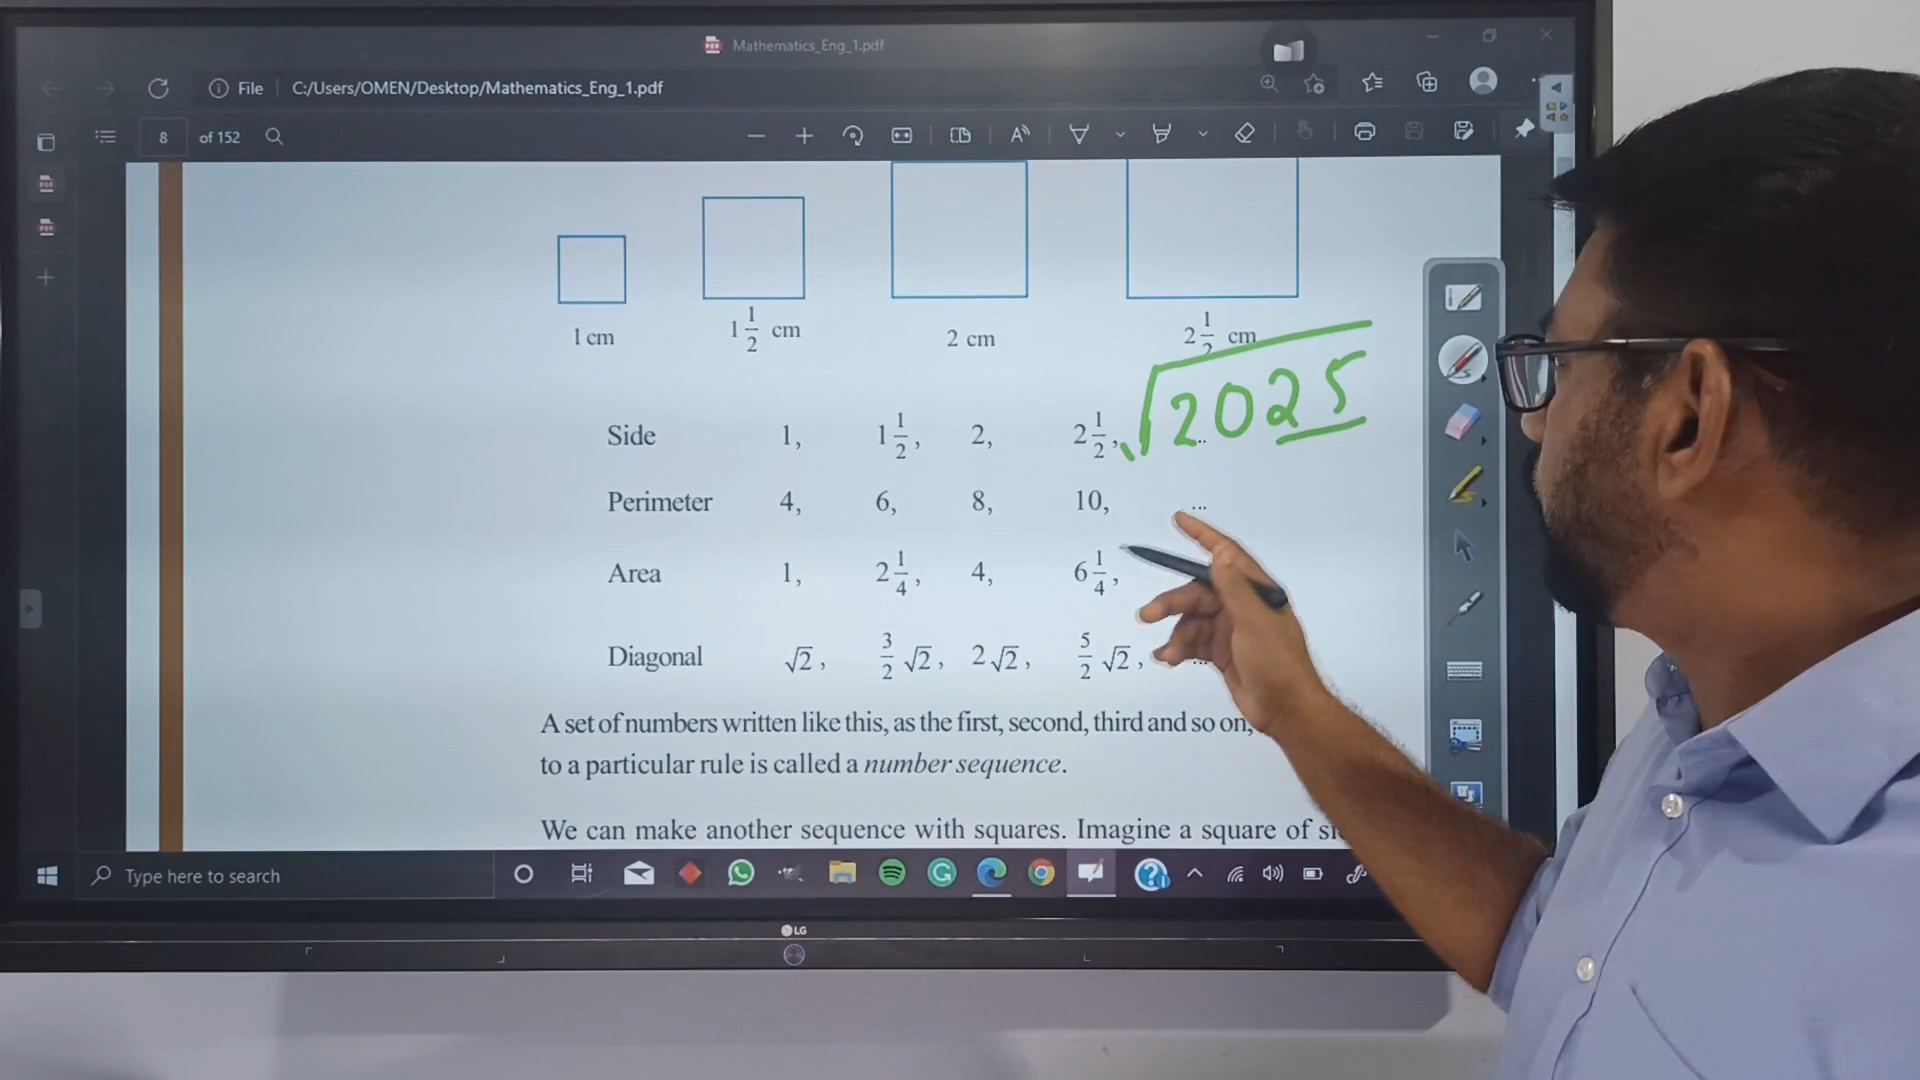 Mathematics_Eng_1.pdf
File C:/Users/OMEN/Desktop/Mathematics_Eng_1.pdf
8 of 152
1 cm 1 1/2 cm 2 cm 2 1/2 cm
√2025
Side 1, 1 1/2, 2, 2 1/2, ...
Perimeter 4, 6, 8, 10, ...
Area 1, 2 1/4, 4, 6 1/4,
Diagonal √2, 3/2 √2, 2√2, 5/2 √2, ...
A set of numbers written like this, as the first, second, third and so on,
to a particular rule is called a number sequence.
We can make another sequence with squares. Imagine a square of
Type here to search
LG